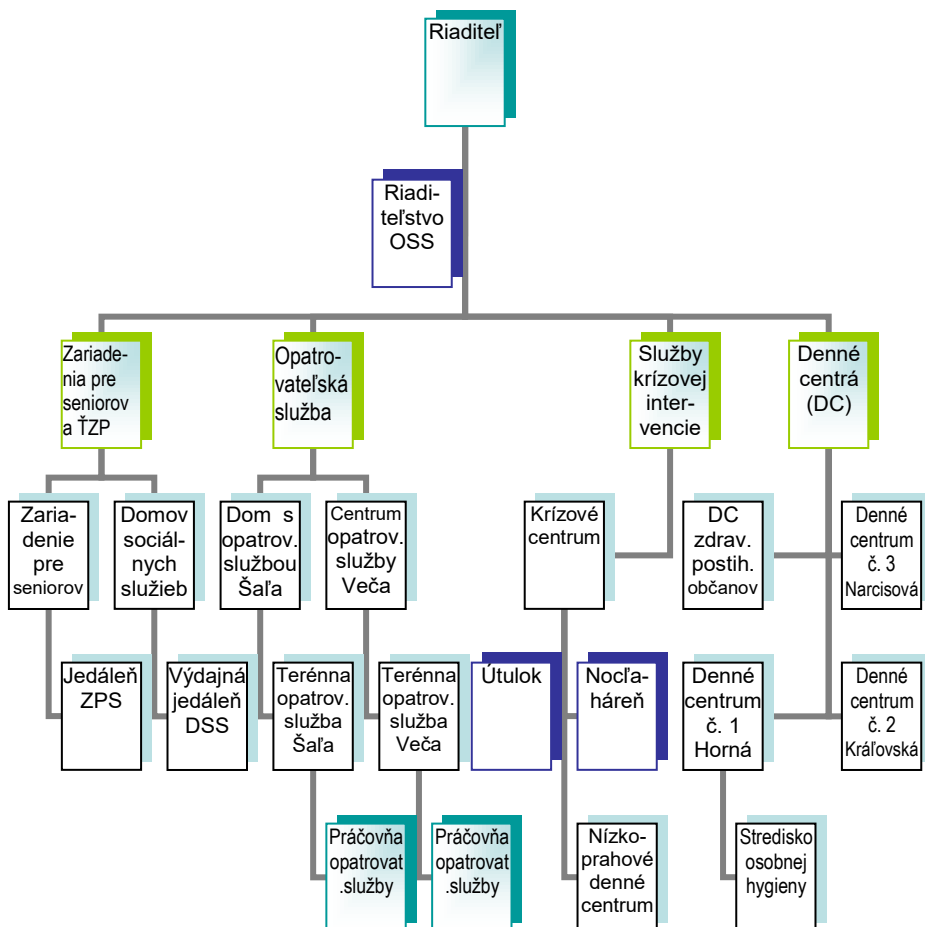 Riaditeľ
Riadi-
teľstvo
OSS
Zariade-
nia pre
seniorov
a ŤZP
Opatro-
vateľská
služba
Služby
krízovej
inter-
vencie
Denné
centrá
(DC)
Zaria-
denie
pre
seniorov
Domov
sociál-
nych
služieb
Dom s
opatrov.
službou
Šaľa
Centrum
opatrov.
služby
Veča
Krízové
centrum
DC
zdrav.
postih.
občanov
Denné
centrum
č. 3
Narcisová
Jedáleň
ZPS
Výdajná
jedáleň
DSS
Terénna
opatrov.
služba
Šaľa
Terénna
opatrov.
služba
Veča
Útulok
Nocľa-
háreň
Denné
centrum
č. 1
Horná
Denné
centrum
č. 2
Kráľovská
Práčovňa
opatrovat
.služby
Práčovňa
opatrovat
.služby
Nízko-
prahové
denné
centrum
Stredisko
osobnej
hygieny